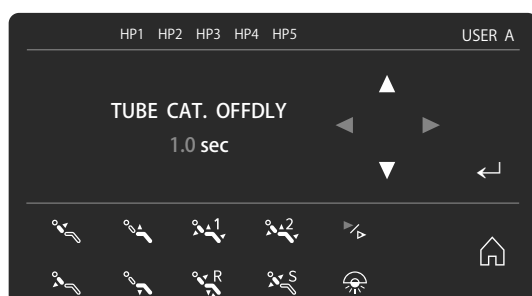 HP1 HP2 HP3 HP4 HP5 USER A
TUBE CAT. OFFDLY
1.0 sec
1 2
R S